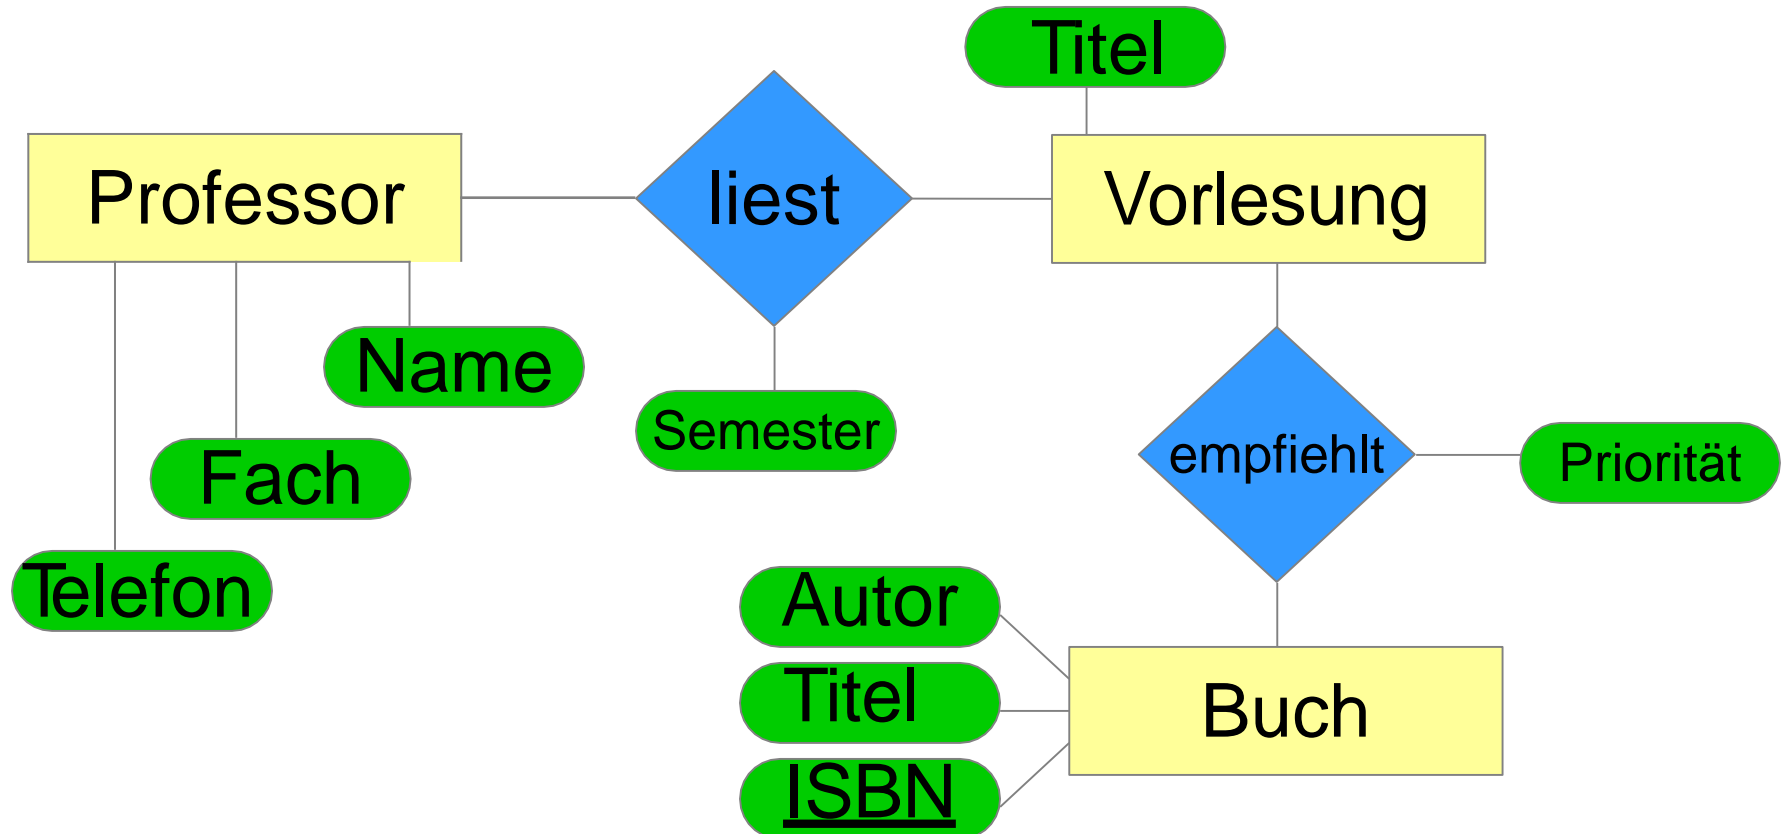 Titel
Professor
liest
Vorlesung
Name
Semester
Fach
empfiehlt
Priorität
Telefon
Autor
Titel
ISBN
Buch